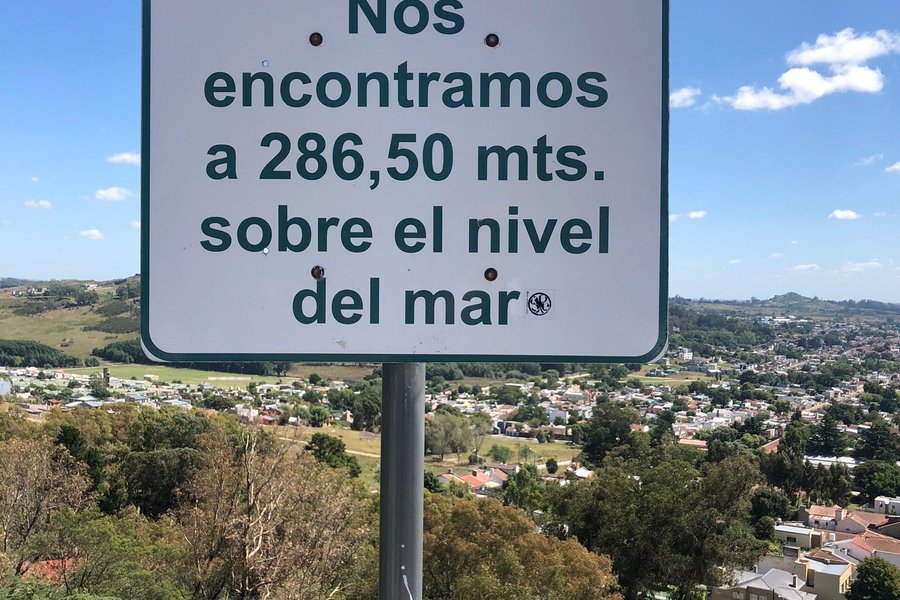 Nos
encontramos
a 286,50 mts.
sobre el nivel
del mar